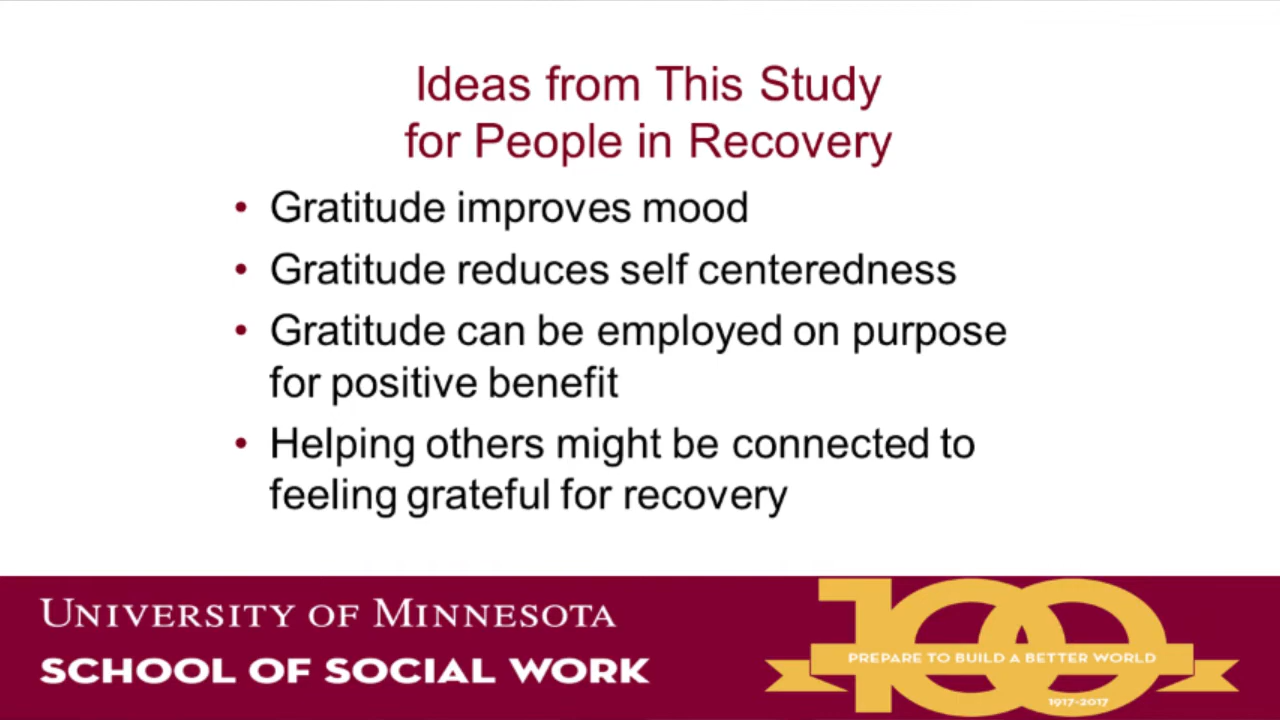 Ideas from This Study
for People in Recovery
• Gratitude improves mood
• Gratitude reduces self centeredness
• Gratitude can be employed on purpose
for positive benefit
• Helping others might be connected to
feeling grateful for recovery
UNIVERSITY OF MINNESOTA
SCHOOL OF SOCIAL WORK
100
PREPARE TO BUILD A BETTER WORLD
1917-2017